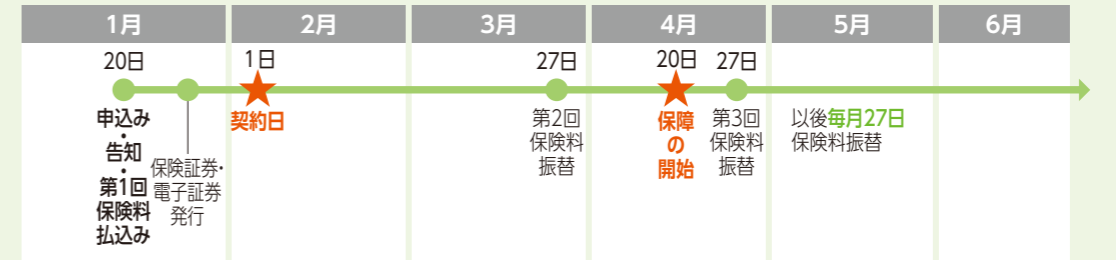 1月 2月 3月 4月 5月 6月
20日 1日 27日 20日 27日
申込み
・
告知
・
第1回
保険料
払込み
保険証券・
電子証券
発行
契約日
第2回
保険料
振替
保障
の
開始
第3回
保険料
振替
以後毎月27日
保険料振替